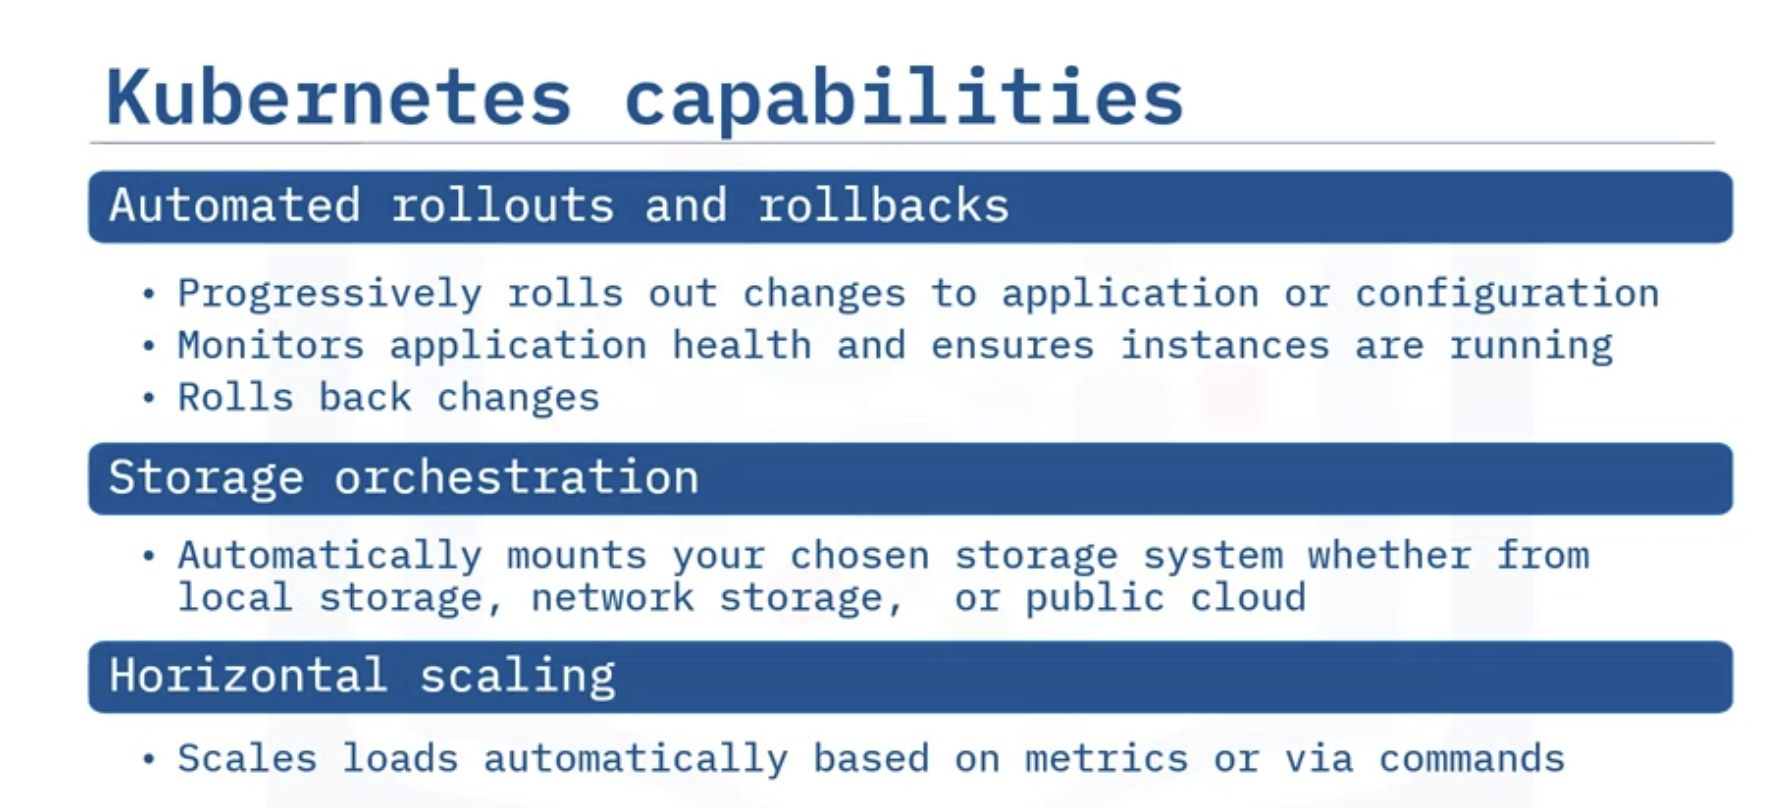 Kubernetes capabilities
Automated rollouts and rollbacks
• Progressively rolls out changes to application or configuration
• Monitors application health and ensures instances are running
• Rolls back changes
Storage orchestration
• Automatically mounts your chosen storage system whether from
local storage, network storage,  or public cloud
Horizontal scaling
• Scales loads automatically based on metrics or via commands